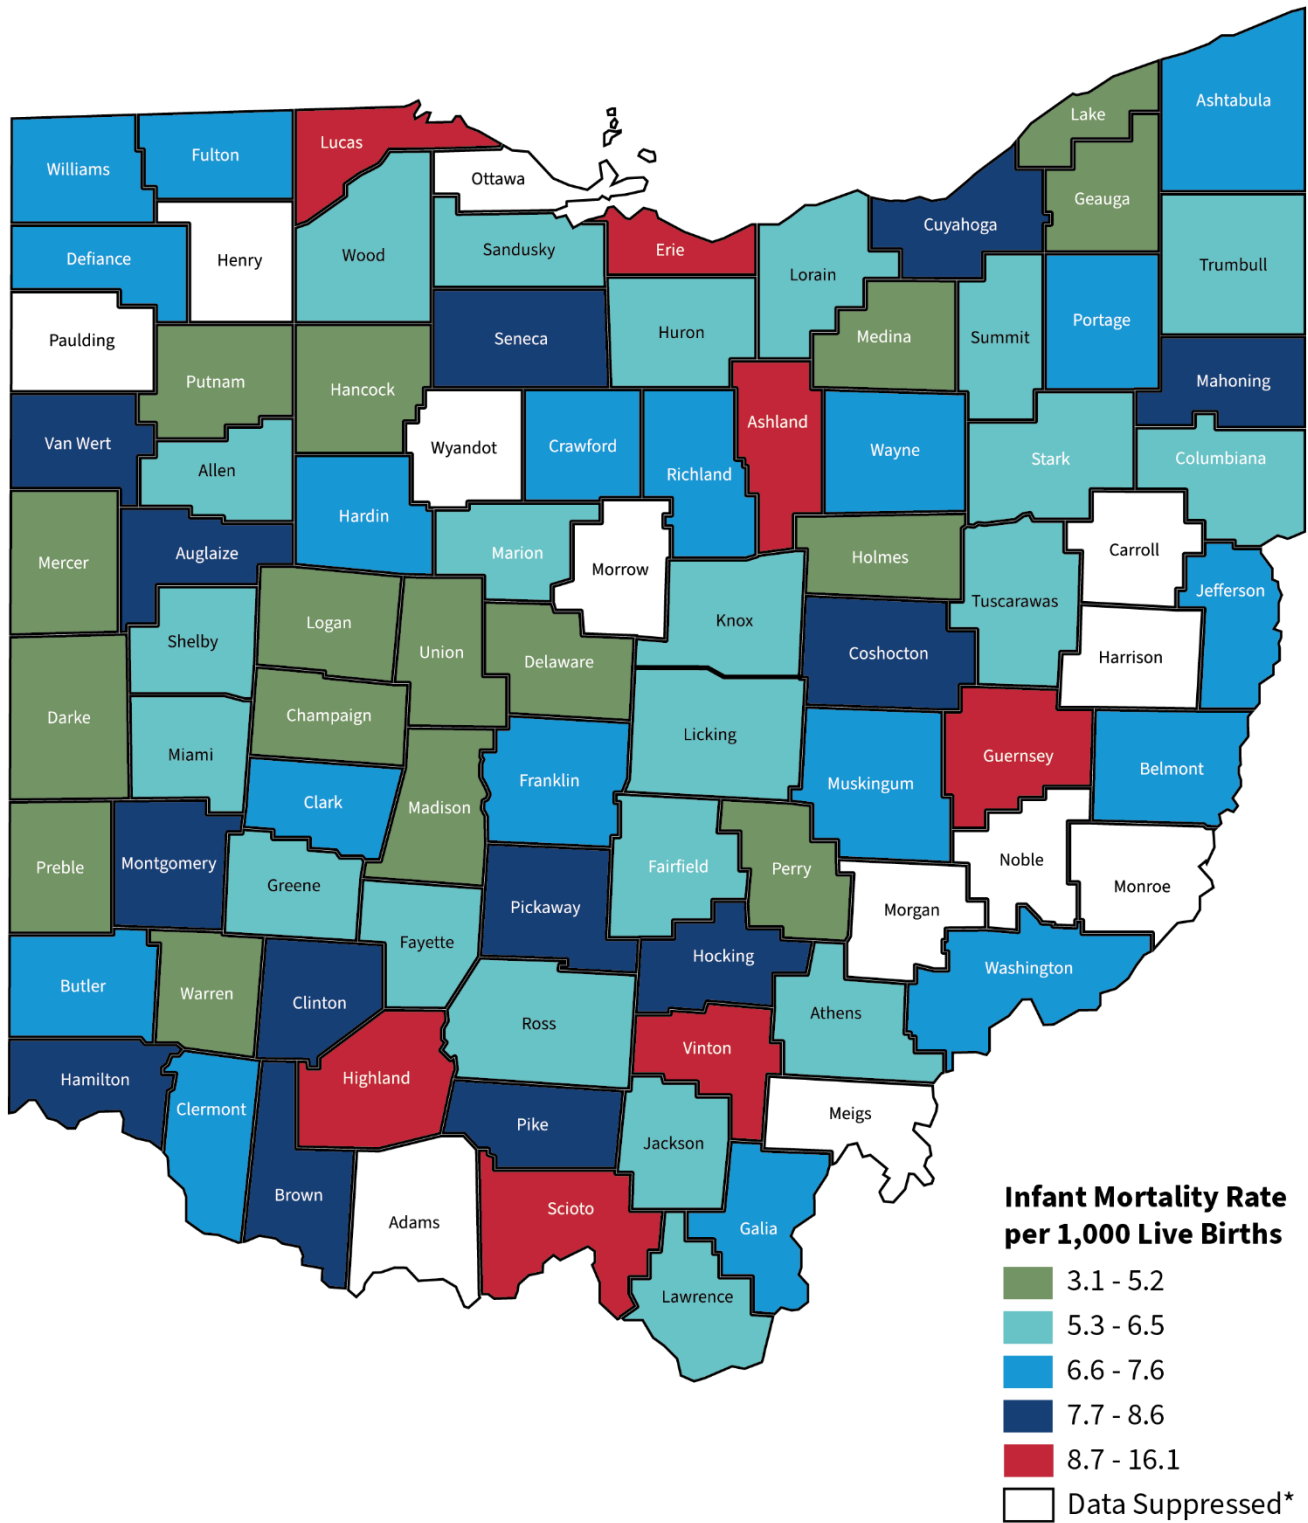 Ashtabula
Lake
Lucas
Fulton
Williams
Ottawa
Geauga
Cuyahoga
Sandusky
Erie
Wood
Defiance
Henry
Trumbull
Lorain
Portage
Huron
Medina
Summit
Seneca
Paulding
Putnam
Mahoning
Hancock
Ashland
Van Wert
Wyandot
Crawford
Wayne
Stark
Columbiana
Allen
Richland
Hardin
Carroll
Auglaize
Marion
Holmes
Mercer
Morrow
Jefferson
Tuscarawas
Knox
Logan
Shelby
Union
Coshocton
Harrison
Delaware
Champaign
Darke
Licking
Miami
Guernsey
Belmont
Franklin
Muskingum
Clark
Madison
Noble
Montgomery
Preble
Fairfield
Perry
Greene
Monroe
Pickaway
Morgan
Fayette
Hocking
Washington
Butler
Warren
Clinton
Athens
Ross
Vinton
Highland
Hamilton
Clermont
Meigs
Pike
Jackson
Brown
Scioto
Adams
Galia
Lawrence
Infant Mortality Rate
per 1,000 Live Births
3.1 - 5.2
5.3 - 6.5
6.6 - 7.6
7.7 - 8.6
8.7 - 16.1
Data Suppressed*